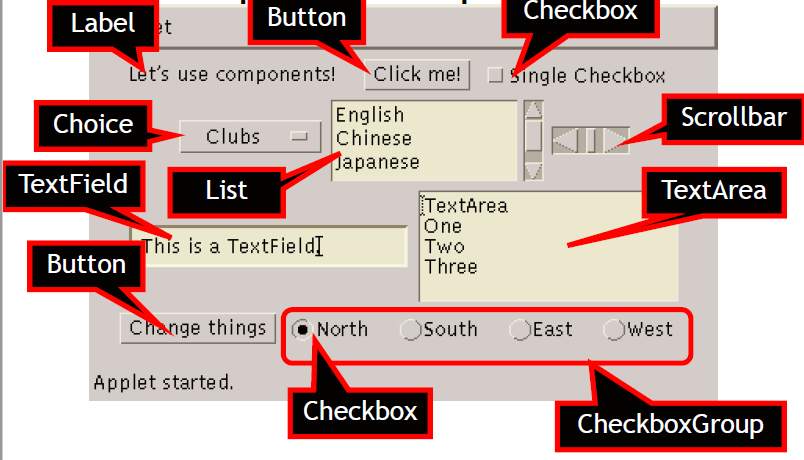 Label
et
Button
Checkbox
Let's use components!
Click me!
Single Checkbox
Choice
Clubs
English
Chinese
Japanese
Scrollbar
TextField
List
TextArea
This is a TextField
TextArea
One
Two
Three
Button
Change things
North
South
East
West
Applet started.
Checkbox
CheckboxGroup